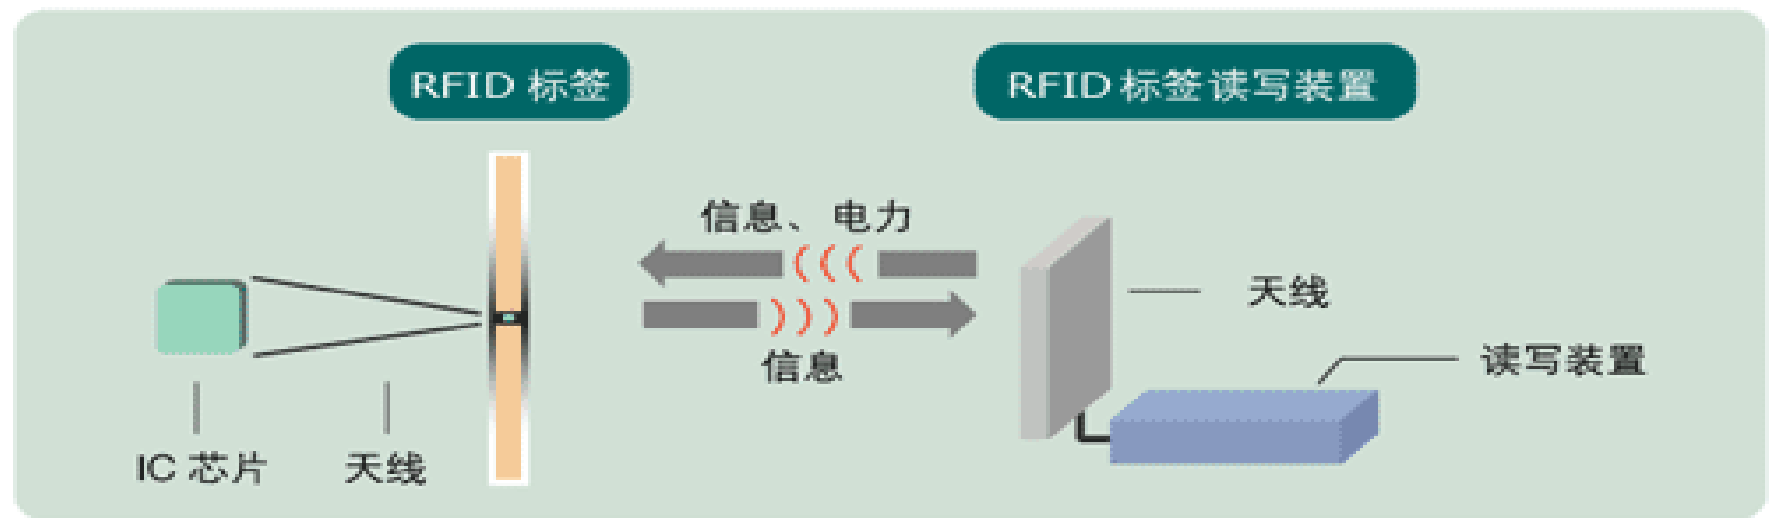 RFID 标签
RFID 标签读写装置
信息、电力
信息
天线
读写装置
IC 芯片
天线